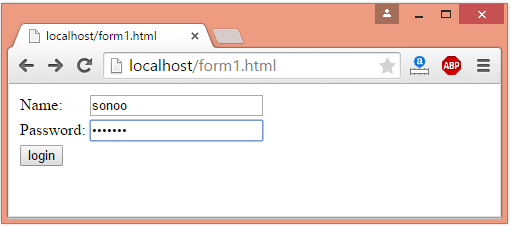 localhost/form1.html
localhost/form1.html
a
ABP
Name: sonoo
Password: •••••••
login